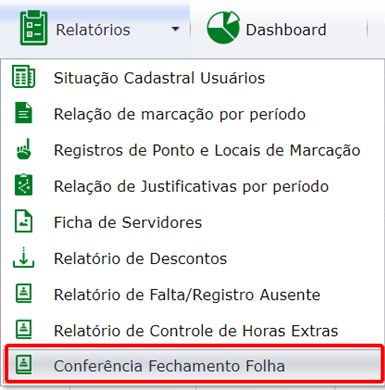 Relatórios
Dashboard
Situação Cadastral Usuários
Relação de marcação por período
Registros de Ponto e Locais de Marcação
Relação de Justificativas por período
Ficha de Servidores
Relatório de Descontos
Relatório de Falta/Registro Ausente
Relatório de Controle de Horas Extras
Conferência Fechamento Folha